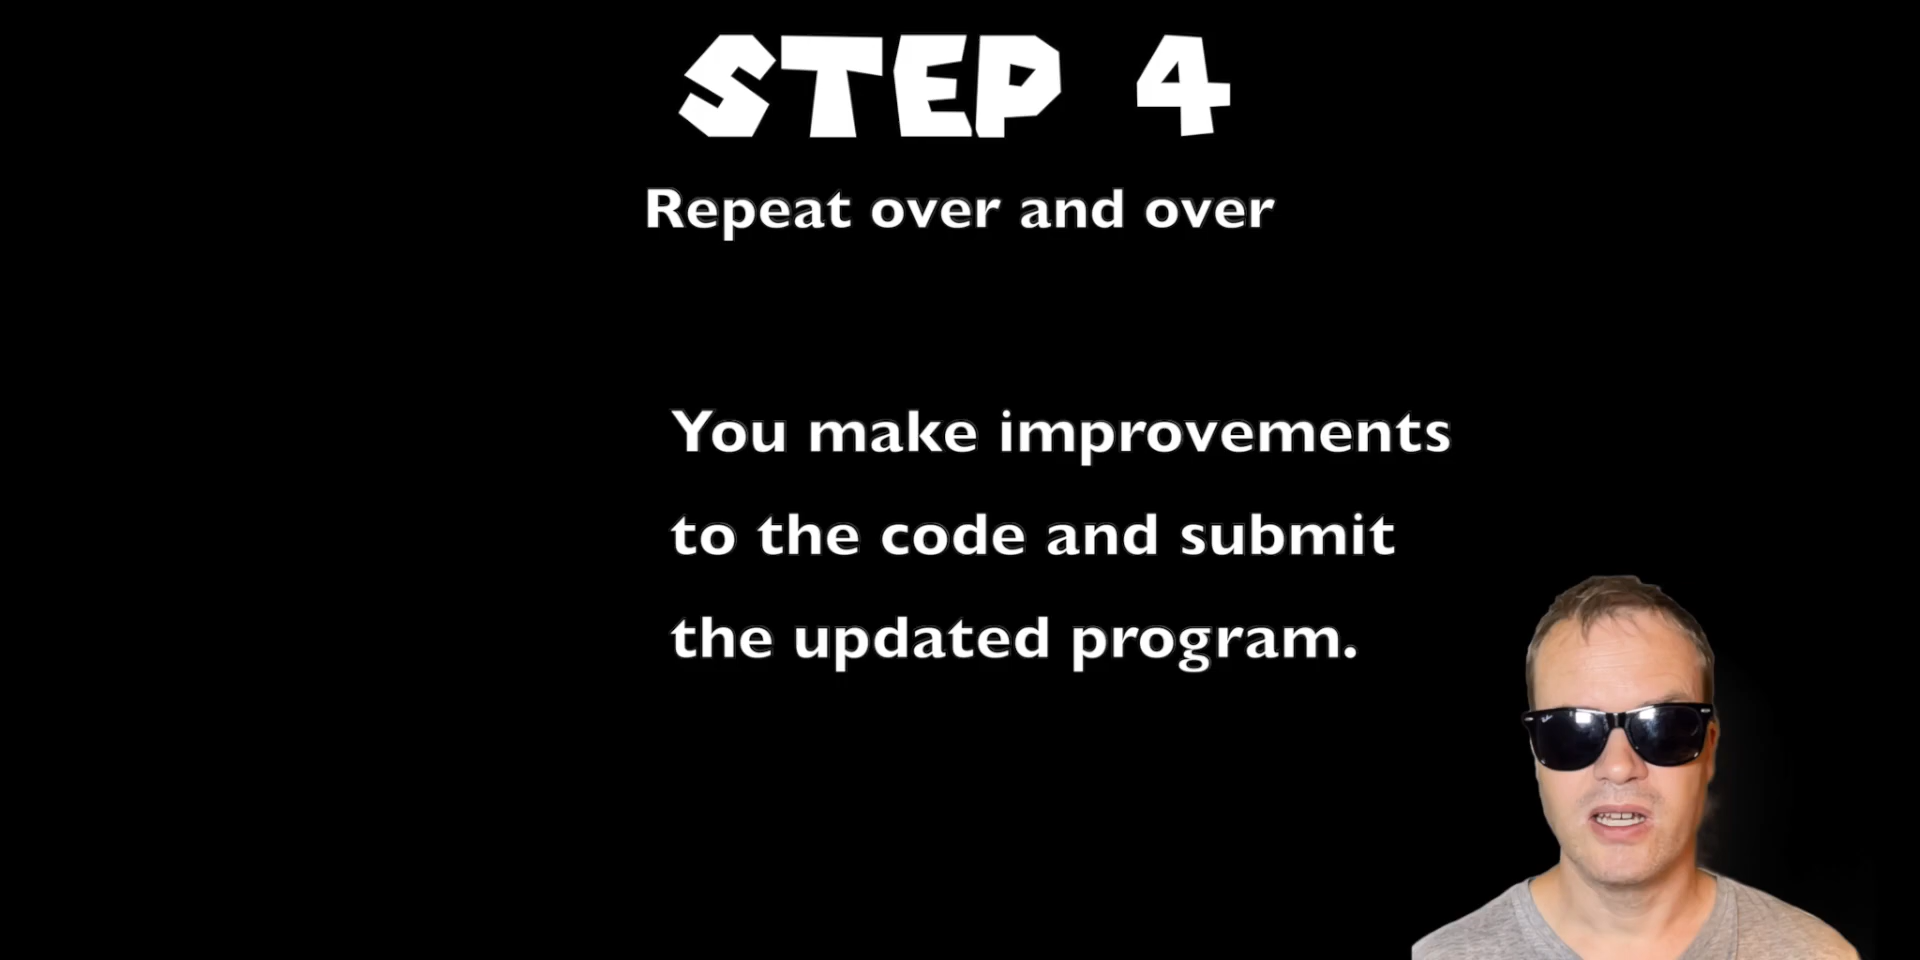 STEP 4
Repeat over and over
You make improvements
to the code and submit
the updated program.